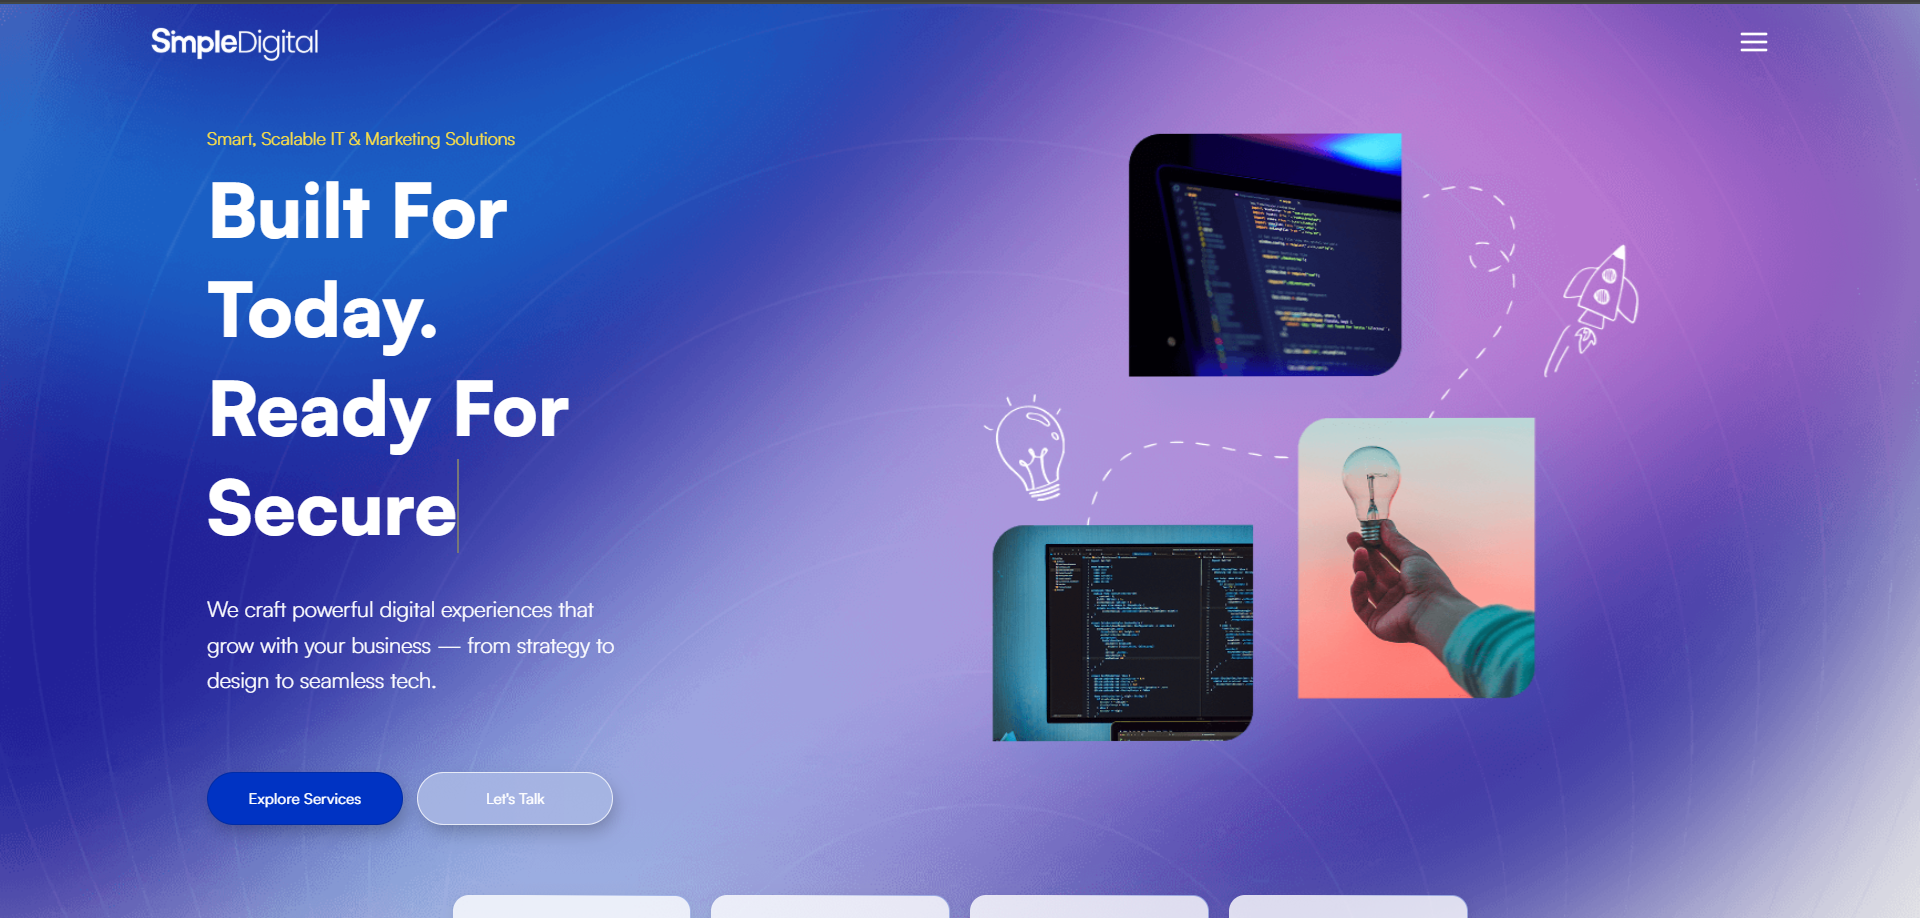 SimpleDigital
Smart, Scalable IT & Marketing Solutions
Built For
Today.
Ready For
Secure
We craft powerful digital experiences that
grow with your business — from strategy to
design to seamless tech.
Explore Services
Let's Talk